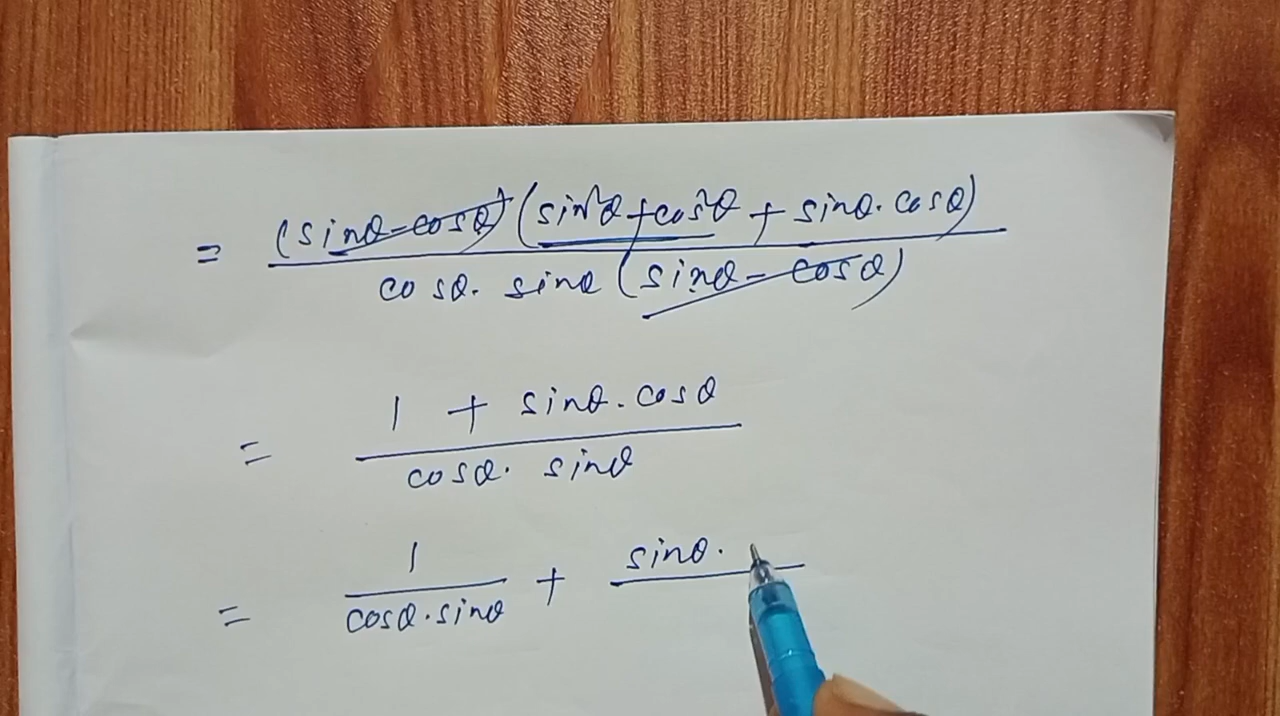 = (sinθ-cosθ) (sin²θ+cos²θ + sinθ.cosθ) / cosθ. sinθ (sinθ- cosθ)
= 1 + sinθ.cosθ / cosθ. sinθ
= 1 / cosθ.sinθ + sinθ.